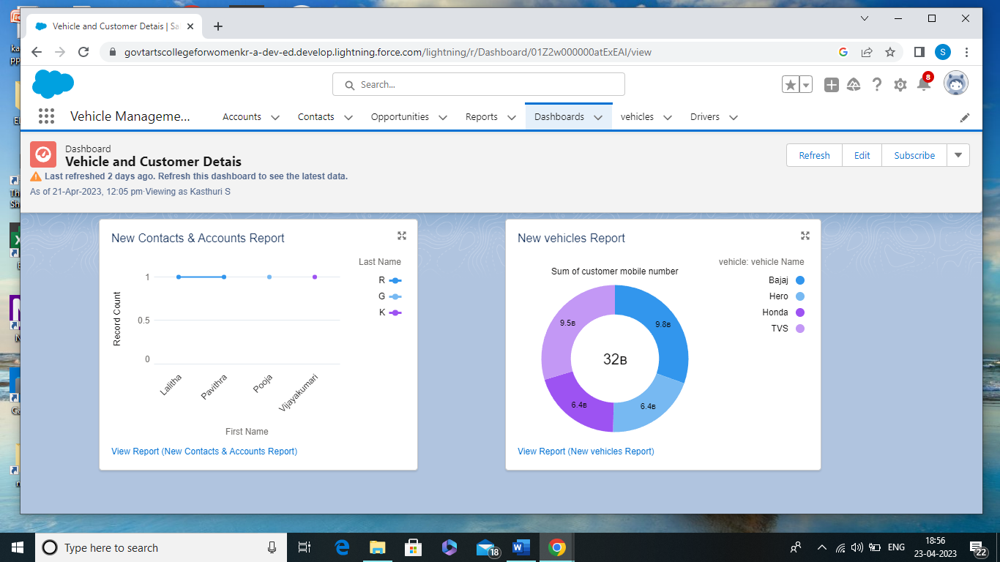 Vehicle and Customer Detais | Sa
govtartscollegeforwomenkr-a-dev-ed.develop.lightning.force.com/lightning/r/Dashboard/01Z2w000000atExEAI/view
S
Search...
8
Vehicle Manageme...
Accounts
Contacts
Opportunities
Reports
Dashboards
vehicles
Drivers
Dashboard
Vehicle and Customer Detais
Last refreshed 2 days ago. Refresh this dashboard to see the latest data.
As of 21-Apr-2023, 12:05 pm·Viewing as Kasthuri S
Refresh
Edit
Subscribe
New Contacts & Accounts Report
Last Name
R
G
K
Record Count
1
0.5
0
Lalitha
Pavithra
Pooja
Vijayakumari
First Name
View Report (New Contacts & Accounts Report)
New vehicles Report
vehicle: vehicle Name
Bajaj
Hero
Honda
TVS
Sum of customer mobile number
9.5B
9.8B
32B
6.4B
6.4B
View Report (New vehicles Report)
Type here to search
18
W
ENG
18:56
23-04-2023
22